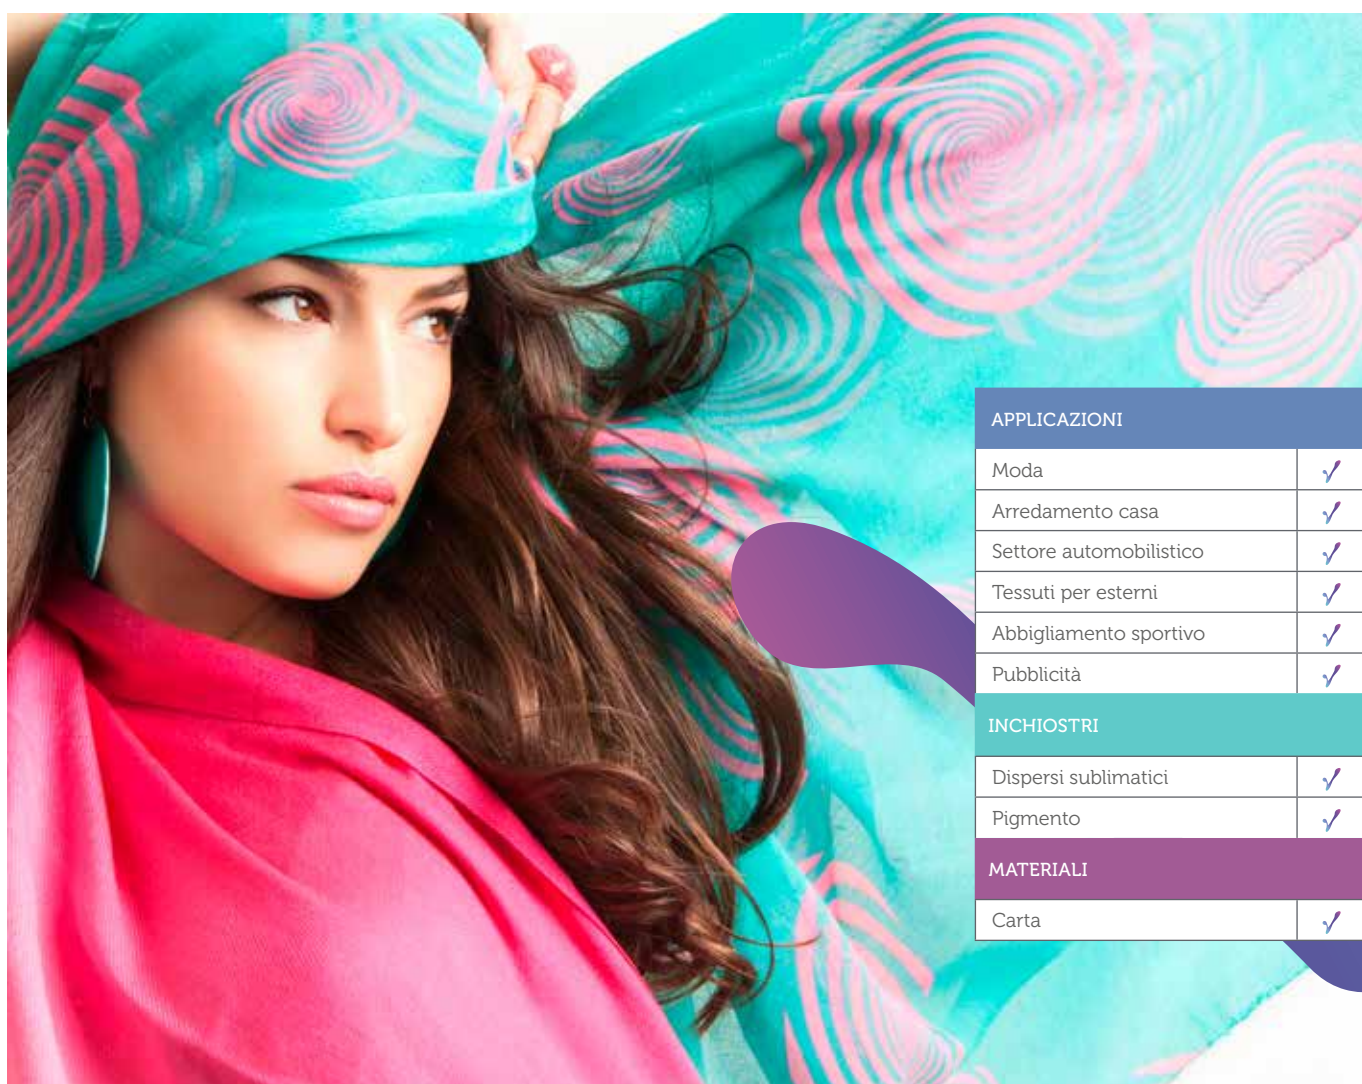 APPLICAZIONI
Moda
Arredamento casa
Settore automobilistico
Tessuti per esterni
Abbigliamento sportivo
Pubblicità
INCHIOSTRI
Dispersi sublimatici
Pigmento
MATERIALI
Carta